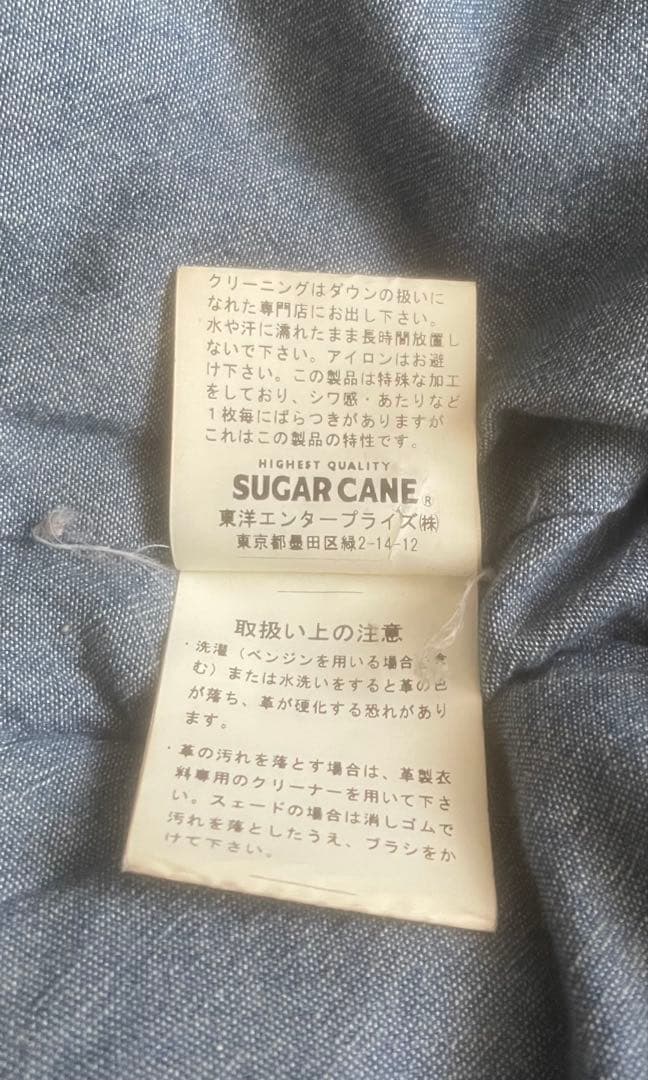 クリーニングはダウンの扱いに
なれた専門店にお出し下さい。
水や汗に濡れたまま長時間放置し
ないで下さい。アイロンはお避
け下さい。この製品は特殊な加工
をしており、シワ感・あたりなど
1枚毎にばらつきがありますが
これはこの製品の特性です。
HIGHEST QUALITY
SUGAR CANE®
東洋エンタープライズ㈱
東京都墨田区緑2-14-12
取扱い上の注意
・洗濯（ベンジンを用いる場合も含
む）または水洗いをすると革の色
が落ち、革が硬化する恐れがあり
ます。
・革の汚れを落とす場合は、革製衣
料専用のクリーナーを用いて下さ
い。スェードの場合は消しゴムで
汚れを落としたうえ、ブラシをか
けて下さい。